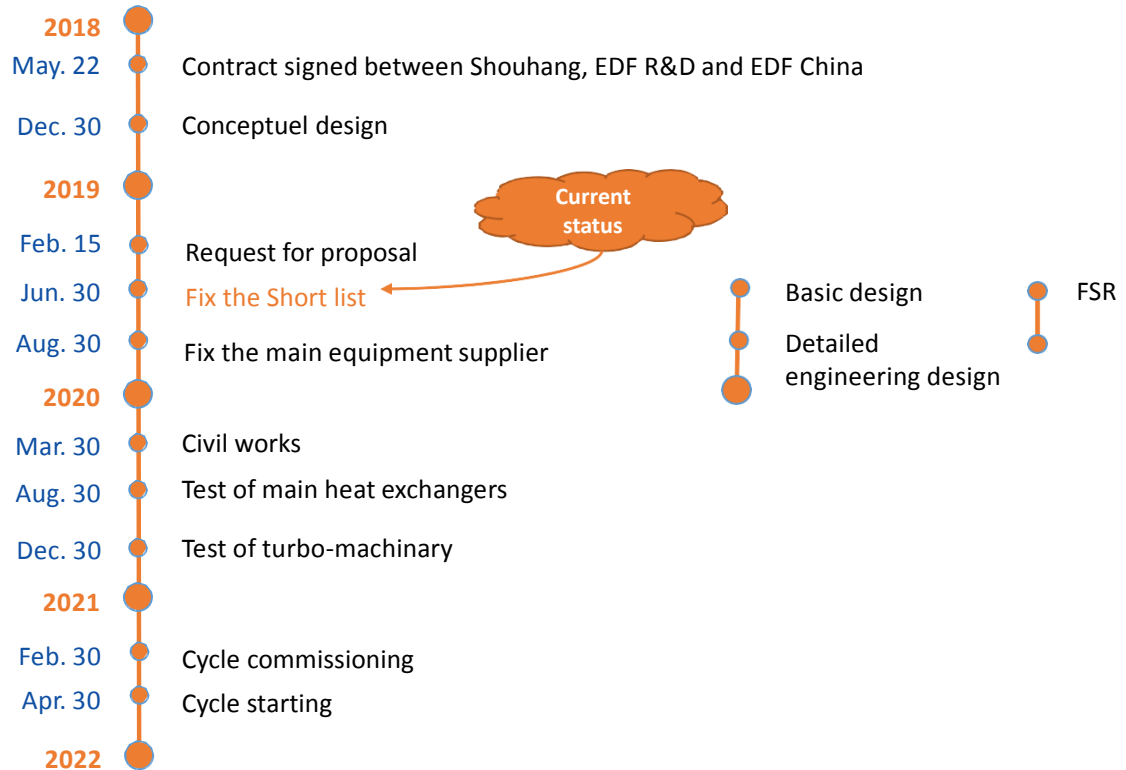 2018
May. 22 Contract signed between Shouhang, EDF R&D and EDF China
Dec. 30 Conceptuel design
2019
Current
status
Feb. 15 Request for proposal
Jun. 30 Fix the Short list
Basic design
FSR
Aug. 30 Fix the main equipment supplier
Detailed
engineering design
2020
Mar. 30 Civil works
Aug. 30 Test of main heat exchangers
Dec. 30 Test of turbo-machinary
2021
Feb. 30 Cycle commissioning
Apr. 30 Cycle starting
2022